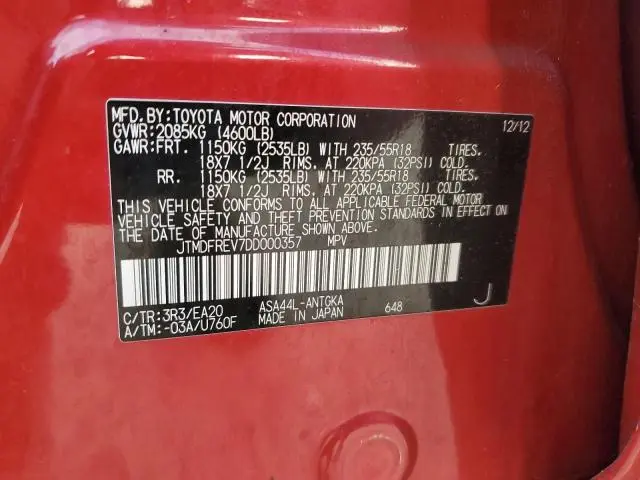 MFD. BY: TOYOTA MOTOR CORPORATION 12/12
GVWR: 2085KG (4600LB)
GAWR: FRT. 1150KG (2535LB) WITH 235/55R18 TIRES.
18X7 1/2J RIMS. AT 220KPA (32PSI) COLD.
RR. 1150KG (2535LB) WITH 235/55R18 TIRES.
18X7 1/2J RIMS. AT 220KPA (32PSI) COLD.
THIS VEHICLE CONFORMS TO ALL APPLICABLE FEDERAL MOTOR
VEHICLE SAFETY AND THEFT PREVENTION STANDARDS IN EFFECT ON
THE DATE OF MANUFACTURE SHOWN ABOVE.
JTMDFREV7DD000357 MPV
C/TR: 3R3/EA20 ASA44L-ANTGKA 648 J
A/TM: -03A/U760F MADE IN JAPAN